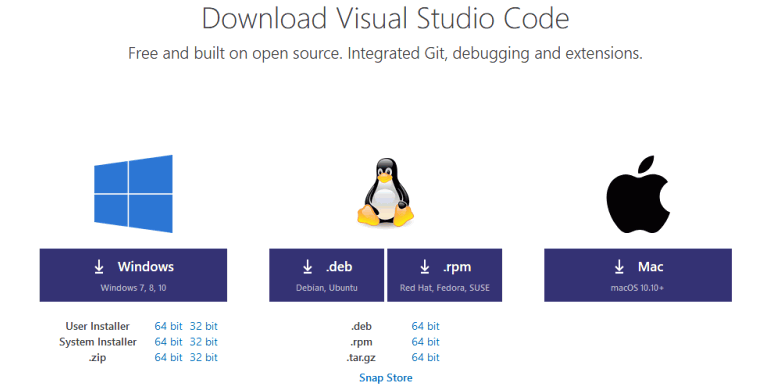 Download Visual Studio Code
Free and built on open source. Integrated Git, debugging and extensions.
Windows
Windows 7, 8, 10
User Installer 64 bit 32 bit
System Installer 64 bit 32 bit
.zip 64 bit 32 bit
.deb
Debian, Ubuntu
.rpm
Red Hat, Fedora, SUSE
.deb 64 bit
.rpm 64 bit
.tar.gz 64 bit
Snap Store
Mac
macOS 10.10+